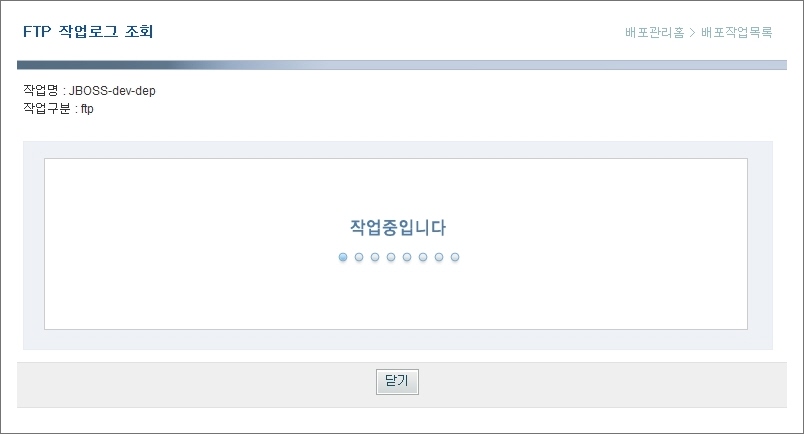 FTP 작업로그 조회
배포관리홈 > 배포작업목록
작업명 : JBOSS-dev-dep
작업구분 : ftp
작업중입니다
닫기